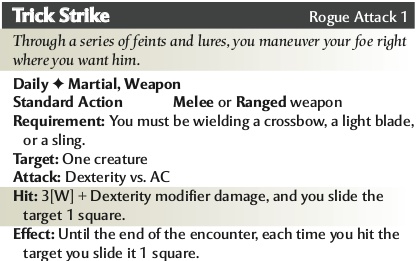 Trick Strike Rogue Attack 1
Through a series of feints and lures, you maneuver your foe right
where you want him.
Daily ✦ Martial, Weapon
Standard Action Melee or Ranged weapon
Requirement: You must be wielding a crossbow, a light blade,
or a sling.
Target: One creature
Attack: Dexterity vs. AC
Hit: 3[W] + Dexterity modifier damage, and you slide the
target 1 square.
Effect: Until the end of the encounter, each time you hit the
target you slide it 1 square.